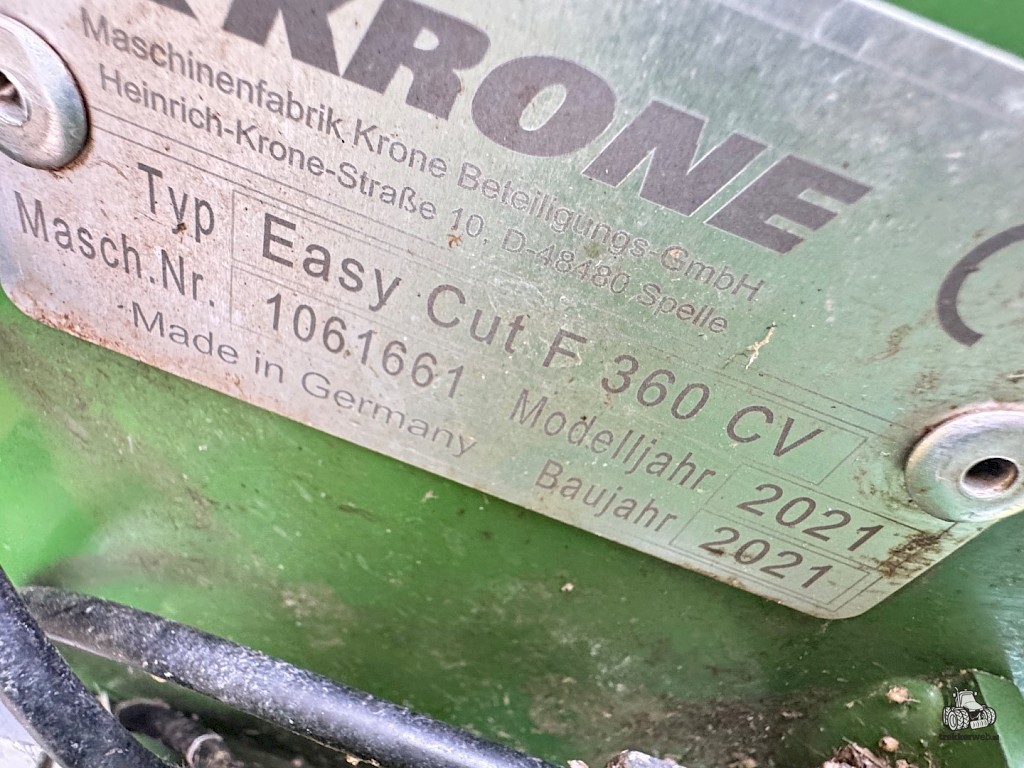 KRONE
Maschinenfabrik Krone Beteiligungs-GmbH
Heinrich-Krone-Straße 10, D-48480 Spelle
Typ Easy Cut F 360 CV
Masch.Nr. 1061661 Modelljahr 2021
Made in Germany Baujahr 2021